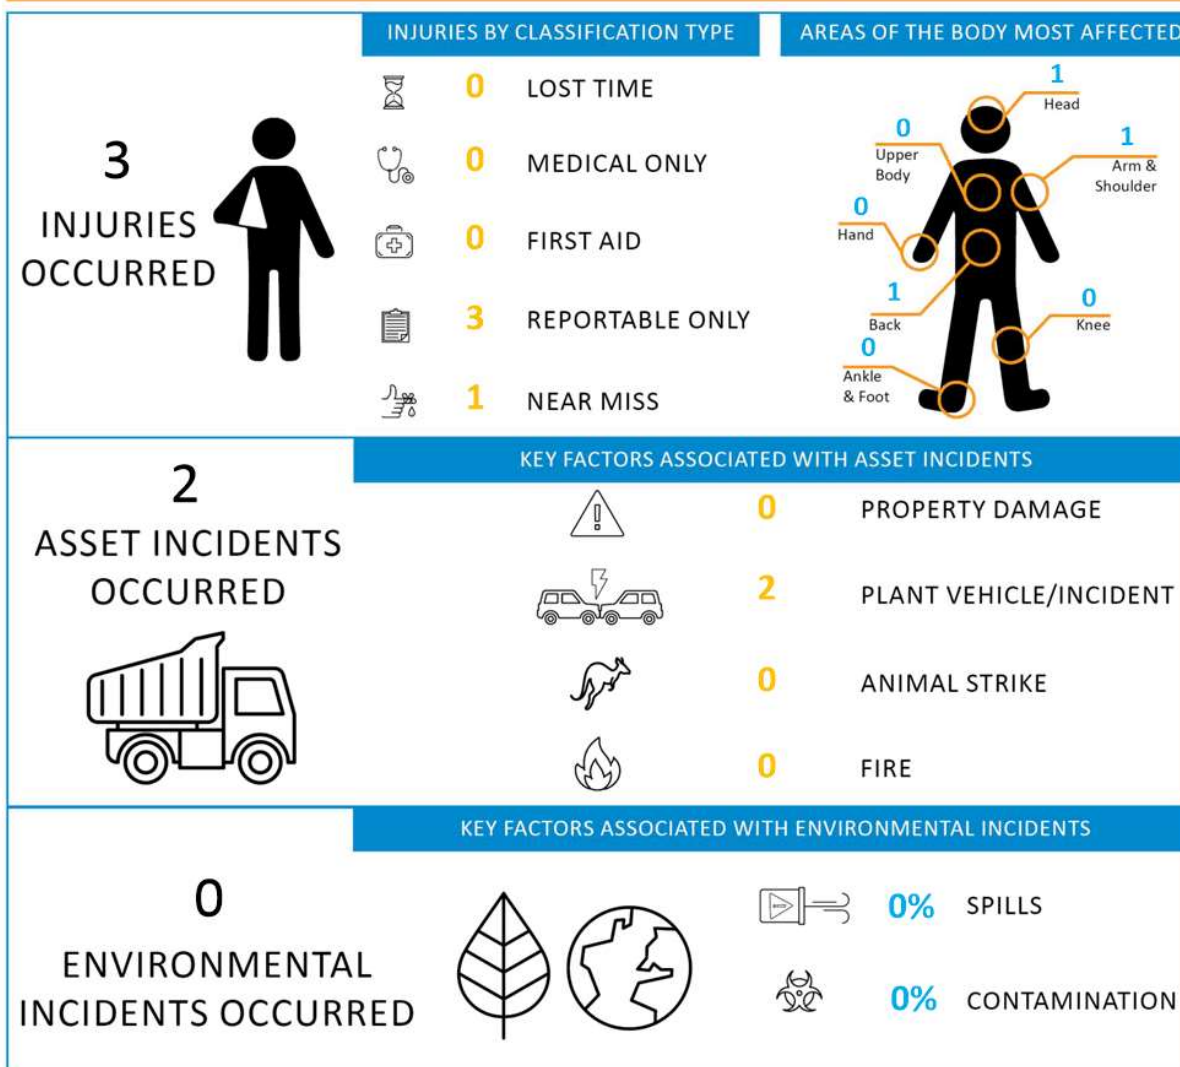 3
INJURIES
OCCURRED
INJURIES BY CLASSIFICATION TYPE
0 LOST TIME
0 MEDICAL ONLY
0 FIRST AID
3 REPORTABLE ONLY
1 NEAR MISS
AREAS OF THE BODY MOST AFFECTED
1
Head
0
Upper
Body
1
Arm &
Shoulder
0
Hand
1
Back
0
Knee
0
Ankle
& Foot
2
ASSET INCIDENTS
OCCURRED
KEY FACTORS ASSOCIATED WITH ASSET INCIDENTS
0 PROPERTY DAMAGE
2 PLANT VEHICLE/INCIDENT
0 ANIMAL STRIKE
0 FIRE
0
ENVIRONMENTAL
INCIDENTS OCCURRED
KEY FACTORS ASSOCIATED WITH ENVIRONMENTAL INCIDENTS
0% SPILLS
0% CONTAMINATION